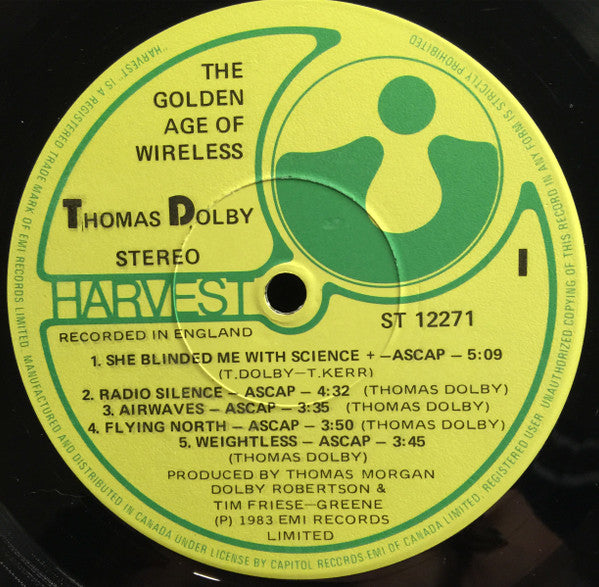 THE
GOLDEN
AGE OF
WIRELESS
THOMAS DOLBY
STEREO
HARVEST
I
ST 12271
RECORDED IN ENGLAND
1. SHE BLINDED ME WITH SCIENCE + –ASCAP – 5:09
(T.DOLBY–T.KERR)
2. RADIO SILENCE – ASCAP – 4:32 (THOMAS DOLBY)
3. AIRWAVES – ASCAP – 3:35 (THOMAS DOLBY)
4. FLYING NORTH – ASCAP – 3:50 (THOMAS DOLBY)
5. WEIGHTLESS – ASCAP – 3:45
(THOMAS DOLBY)
PRODUCED BY THOMAS MORGAN
DOLBY ROBERTSON &
TIM FRIESE–GREENE
(P) 1983 EMI RECORDS
LIMITED
"HARVEST" IS A REGISTERED TRADE MARK OF EMI RECORDS LIMITED. MANUFACTURED AND DISTRIBUTED IN CANADA UNDER LICENSE BY CAPITOL RECORDS-EMI OF CANADA LIMITED. REGISTERED USER. UNAUTHORIZED COPYING OF THIS RECORD IN ANY FORM IS STRICTLY PROHIBITED